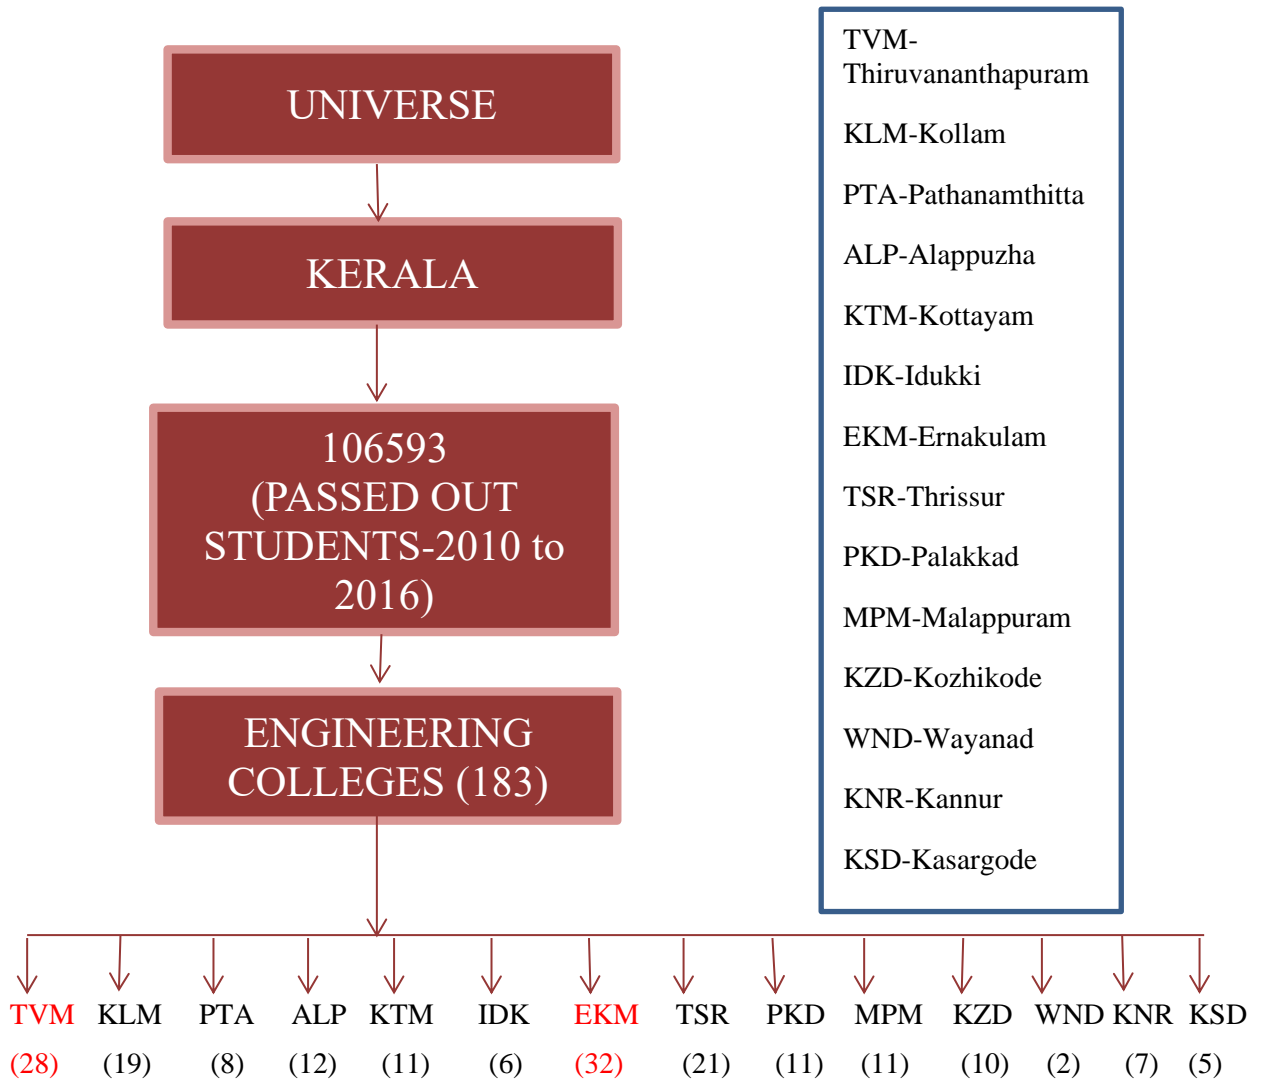 UNIVERSE
KERALA
106593
(PASSED OUT
STUDENTS-2010 to
2016)
ENGINEERING
COLLEGES (183)
TVM-
Thiruvananthapuram
KLM-Kollam
PTA-Pathanamthitta
ALP-Alappuzha
KTM-Kottayam
IDK-Idukki
EKM-Ernakulam
TSR-Thrissur
PKD-Palakkad
MPM-Malappuram
KZD-Kozhikode
WND-Wayanad
KNR-Kannur
KSD-Kasargode
TVM KLM PTA ALP KTM IDK EKM TSR PKD MPM KZD WND KNR KSD
(28) (19) (8) (12) (11) (6) (32) (21) (11) (11) (10) (2) (7) (5)